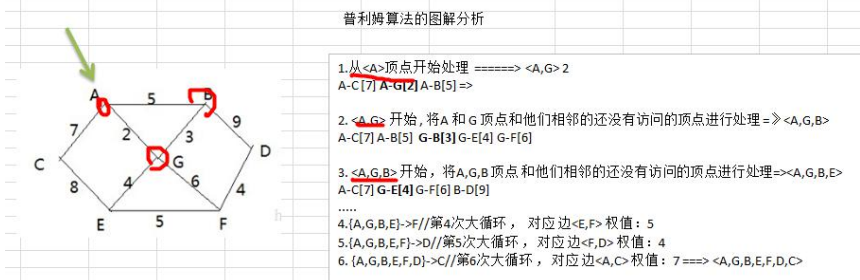 普利姆算法的图解分析
A
5
B
7
2
3
9
C
G
D
8
4
6
4
E
5
F
1.从<A>顶点开始处理 ======> <A,G> 2
A-C [7] A-G[2] A-B[5] =>
2. <A,G> 开始, 将A 和 G 顶点和他们相邻的还没有访问的顶点进行处理 =》<A,G,B>
A-C[7] A-B[5] G-B[3] G-E[4] G-F[6]
3. <A,G,B> 开始, 将A,G,B 顶点 和他们相邻的还没有访问的顶点进行处理=><A,G,B,E>
A-C[7] G-E[4] G-F[6] B-D[9]
.....
4.{A,G,B,E}->F//第4次大循环 , 对应 边<E,F> 权值: 5
5.{A,G,B,E,F}->D//第5次大循环 , 对应边<F,D> 权值: 4
6. {A,G,B,E,F,D}->C//第6次大循环 , 对应边<A,C> 权值: 7 ===> <A,G,B,E,F,D,C>